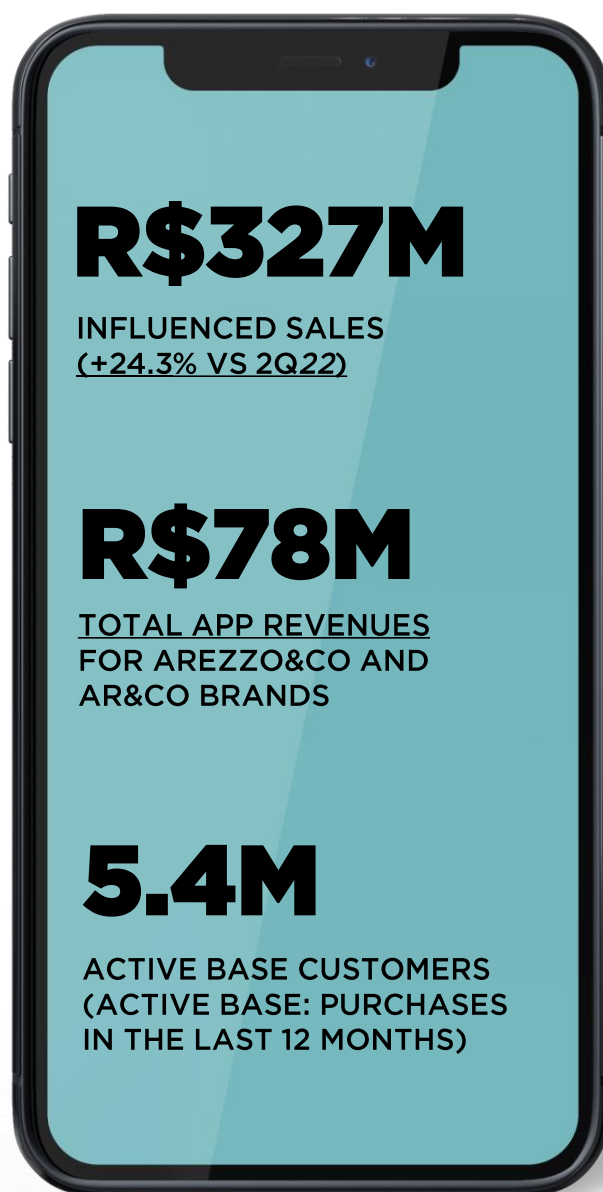 R$327M
INFLUENCED SALES
(+24.3% VS 2Q22)
R$78M
TOTAL APP REVENUES
FOR AREZZO&CO AND
AR&CO BRANDS
5.4M
ACTIVE BASE CUSTOMERS
(ACTIVE BASE: PURCHASES
IN THE LAST 12 MONTHS)